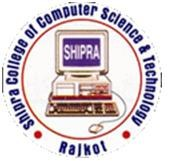 Shipra College of Computer Science & Technology
SHIPRA
Rajkot